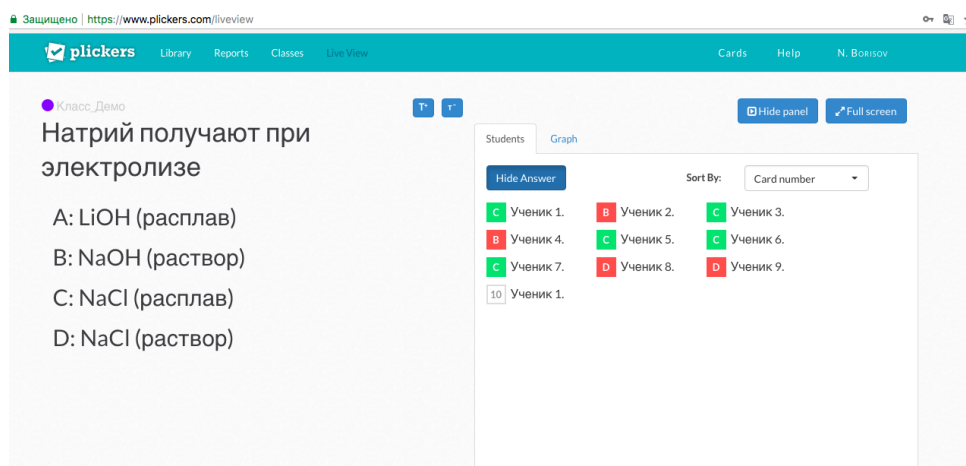 Защищено | https://www.plickers.com/liveview
plickers Library Reports Classes Live View Cards Help N. Borisov
Класс_Демо T+ T-
Hide panel Full screen
Натрий получают при
электролизе
A: LiOH (расплав)
B: NaOH (раствор)
C: NaCl (расплав)
D: NaCl (раствор)
Students Graph
Hide Answer Sort By: Card number
C Ученик 1. B Ученик 2. C Ученик 3.
B Ученик 4. C Ученик 5. C Ученик 6.
C Ученик 7. D Ученик 8. D Ученик 9.
10 Ученик 1.